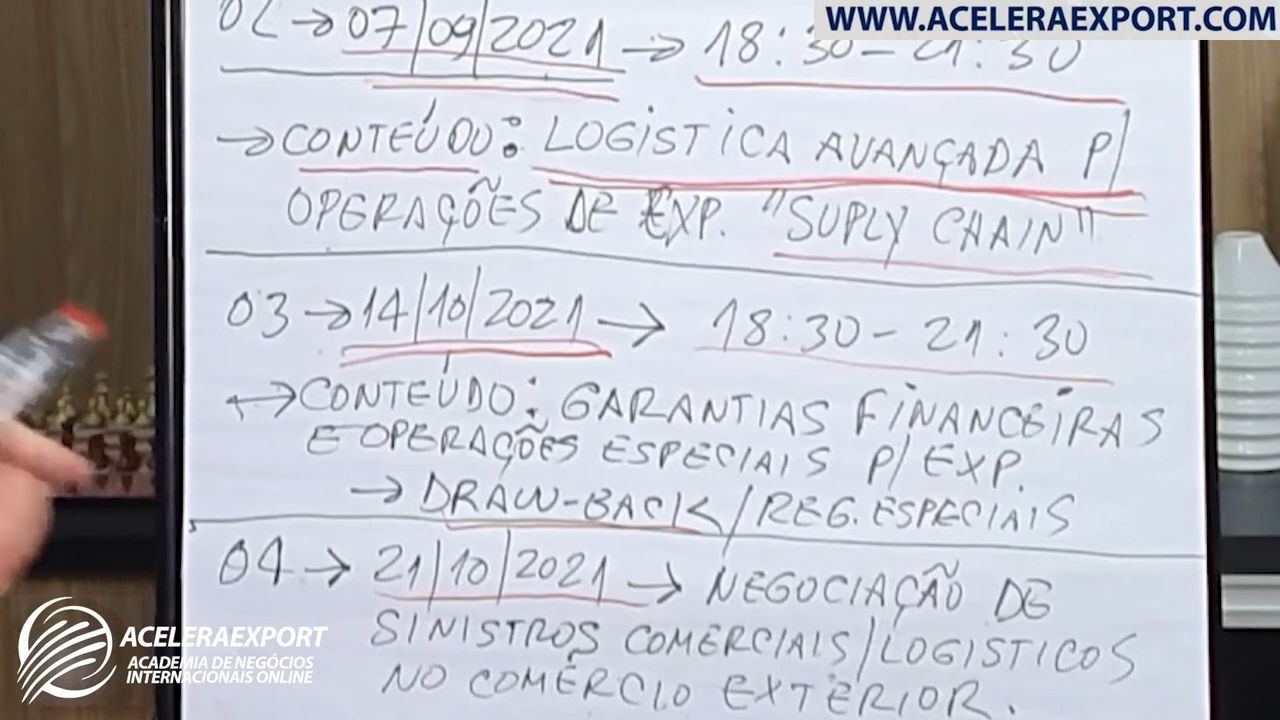 WWW.ACELERAEXPORT.COM
02 → 07/09/2021 → 18:30 - 21:30
→ CONTEÚDO: LOGÍSTICA AVANÇADA P/
OPERAÇÕES DE EXP. "SUPLY CHAIN"
03 → 14/10/2021 → 18:30 - 21:30
→ CONTEÚDO: GARANTIAS FINANCEIRAS
E OPERAÇÕES ESPECIAIS P/ EXP.
→ DRAW-BACK / REG. ESPECIAIS
04 → 21/10/2021 → NEGOCIAÇÃO DE
SINISTROS COMERCIAIS/LOGISTICOS
NO COMÉRCIO EXTERIOR.
ACELERAEXPORT
ACADEMIA DE NEGÓCIOS
INTERNACIONAIS ONLINE